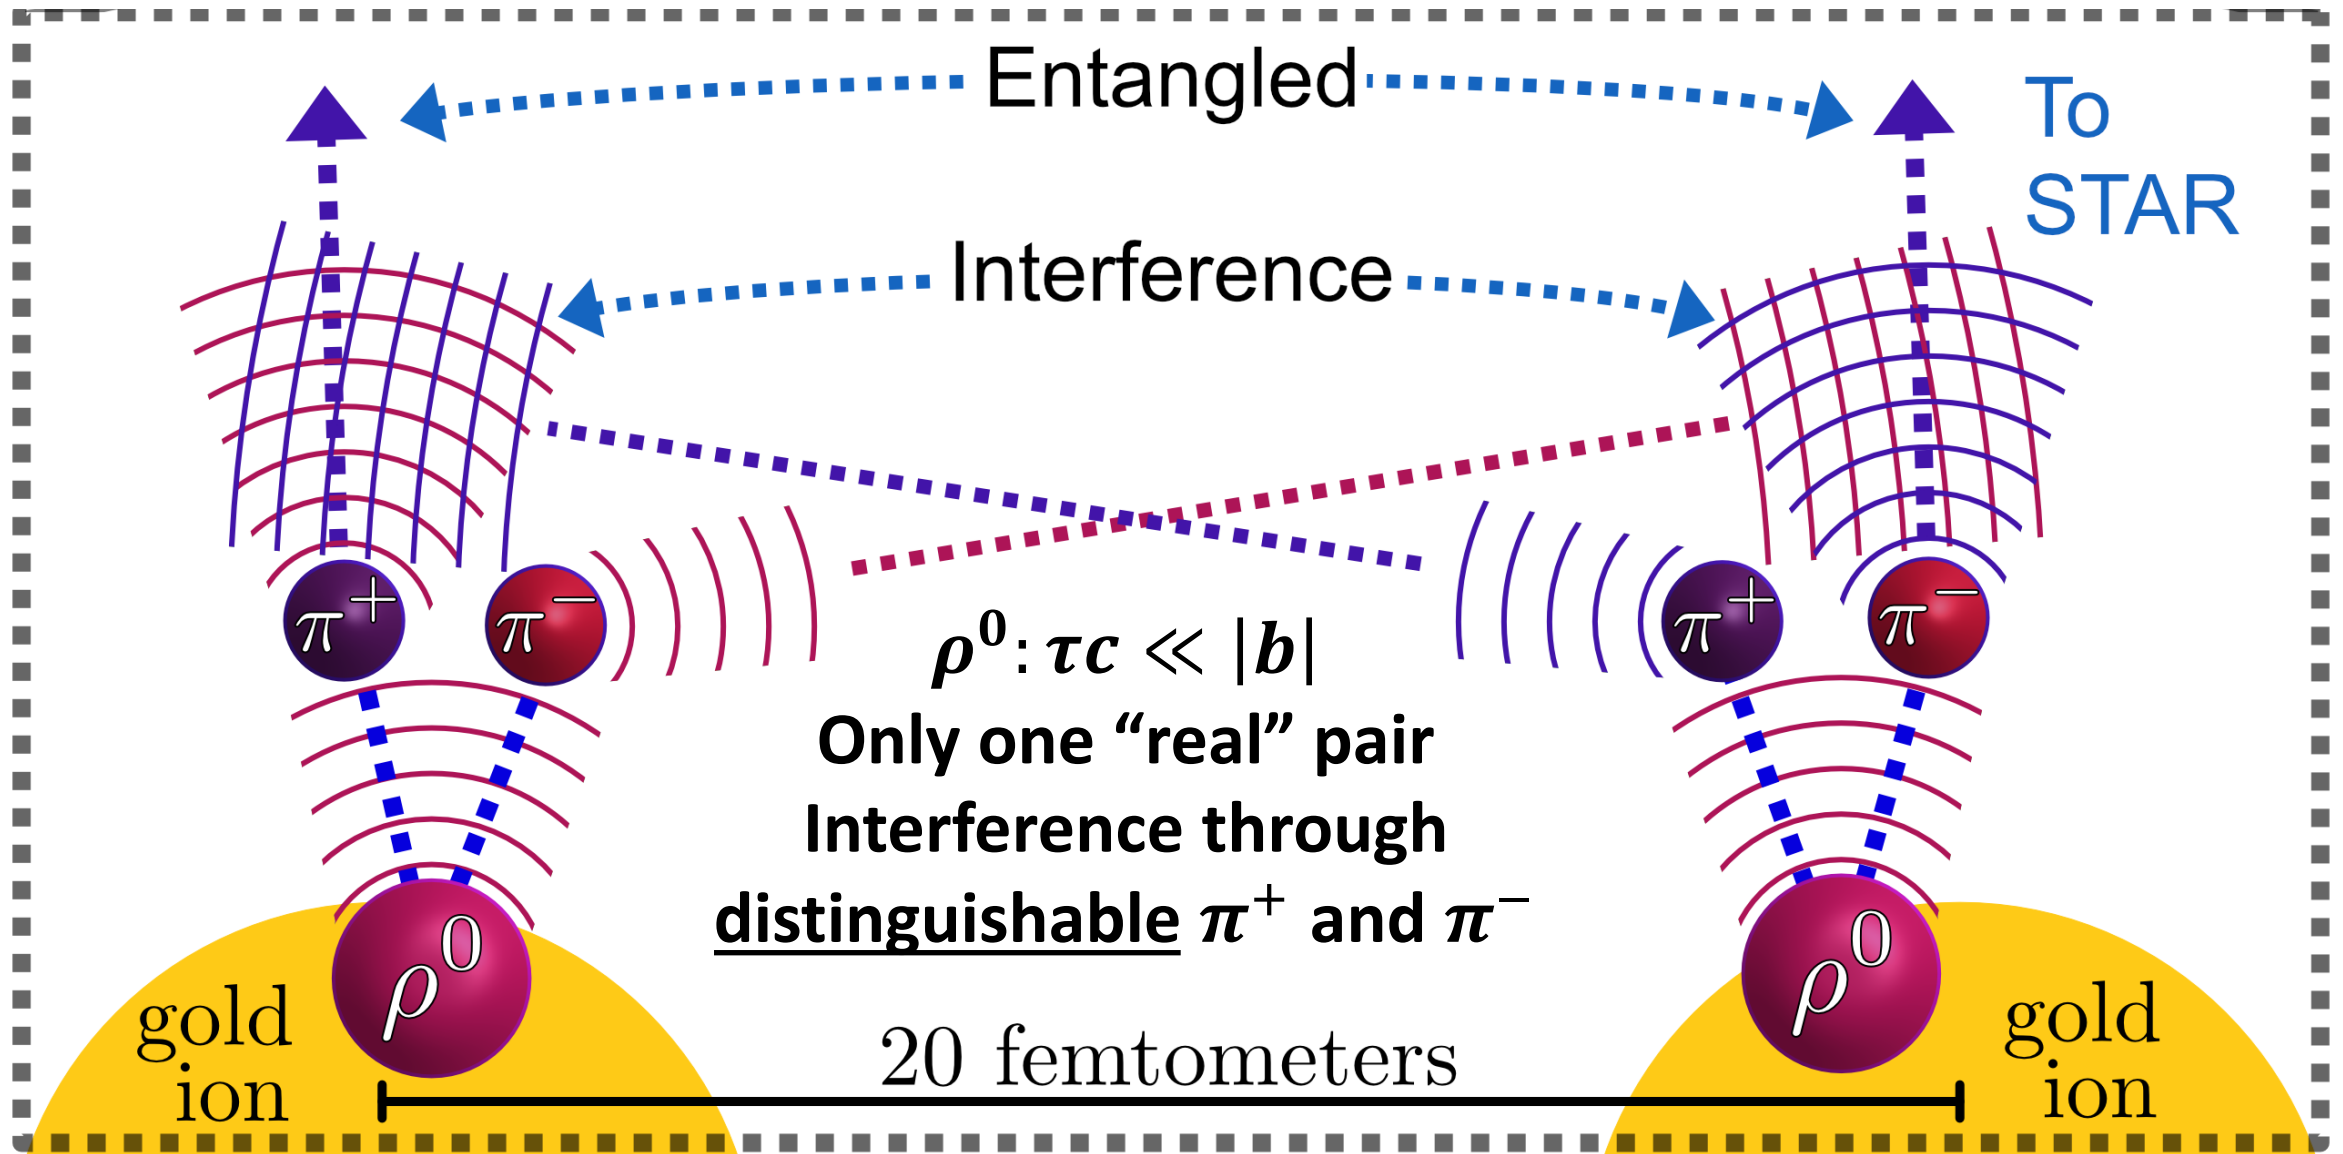 Entangled
To
STAR
Interference
π⁺ π⁻
π⁺ π⁻
ρ⁰: τc ≪ |b|
Only one “real” pair
Interference through
distinguishable π⁺ and π⁻
ρ⁰
ρ⁰
gold
ion
gold
ion
20 femtometers